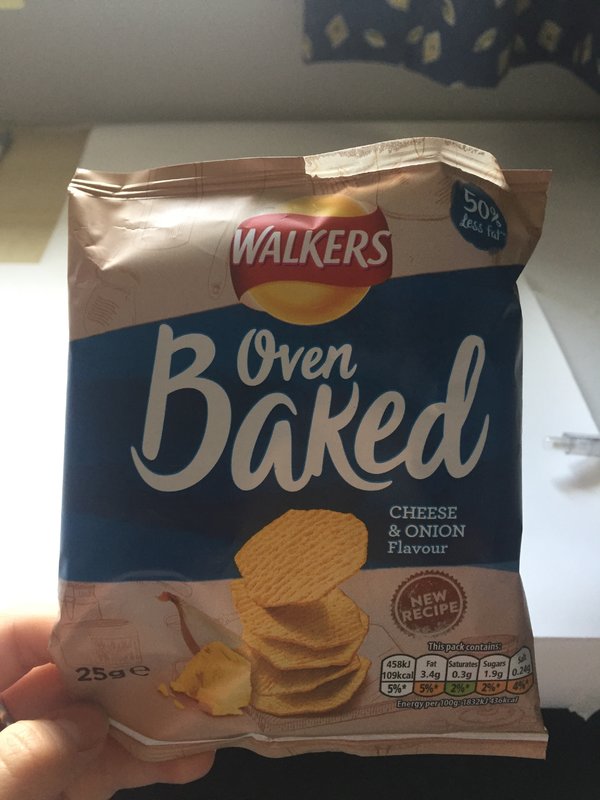 50%
less fat**
WALKERS
Oven
Baked
CHEESE
& ONION
Flavour
NEW
RECIPE
25g ℮
This pack contains:
458kJ 109kcal 5%*
Fat 3.4g 5%*
Saturates 0.3g 2%*
Sugars 1.9g 2%*
Salt 0.24g 4%*
Energy per 100g: 1832kJ/436kcal